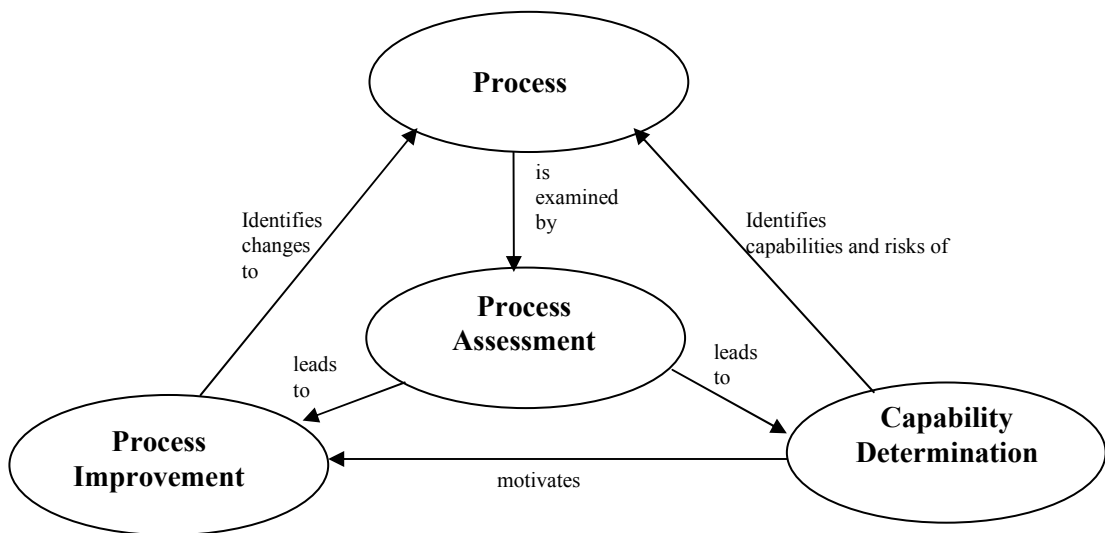 Process
is
examined
by
Identifies
changes
to
Identifies
capabilities and risks of
Process
Assessment
leads
to
leads
to
Process
Improvement
Capability
Determination
motivates